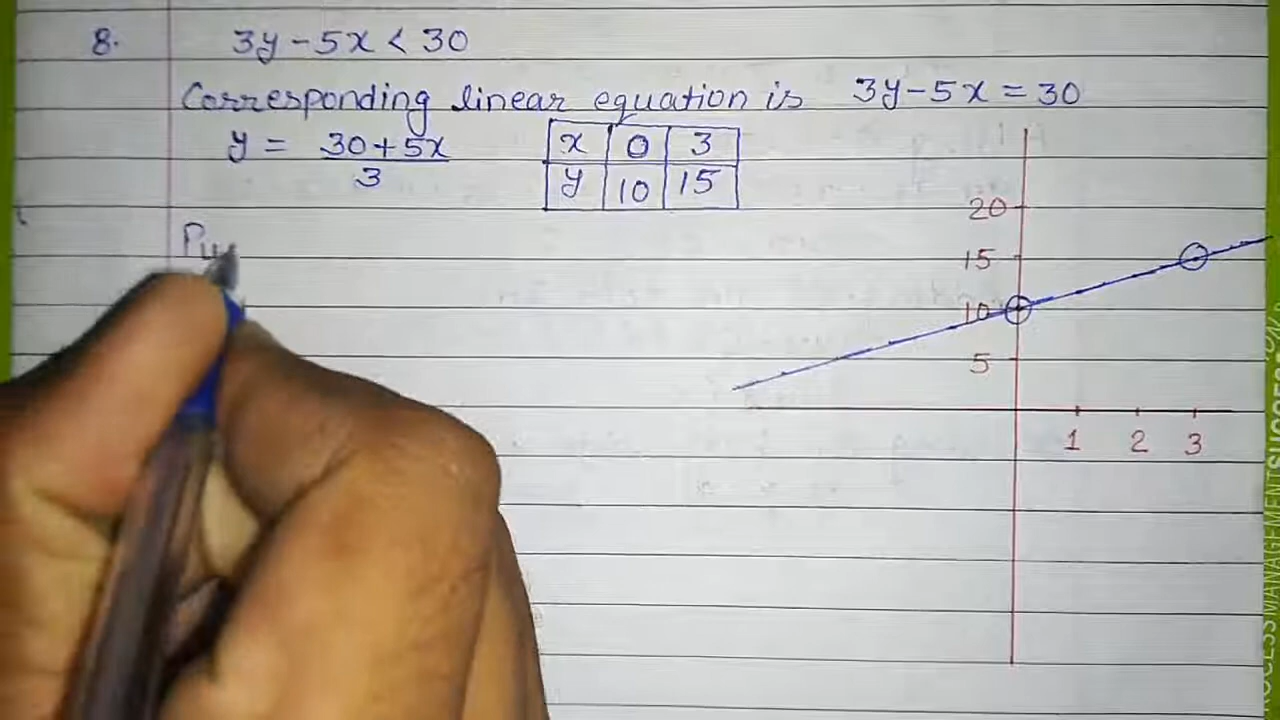 8. 3y - 5x < 30
Corresponding linear equation is 3y - 5x = 30
y = 30 + 5x
3
x 0 3
y 10 15
20
15
10
5
1 2 3